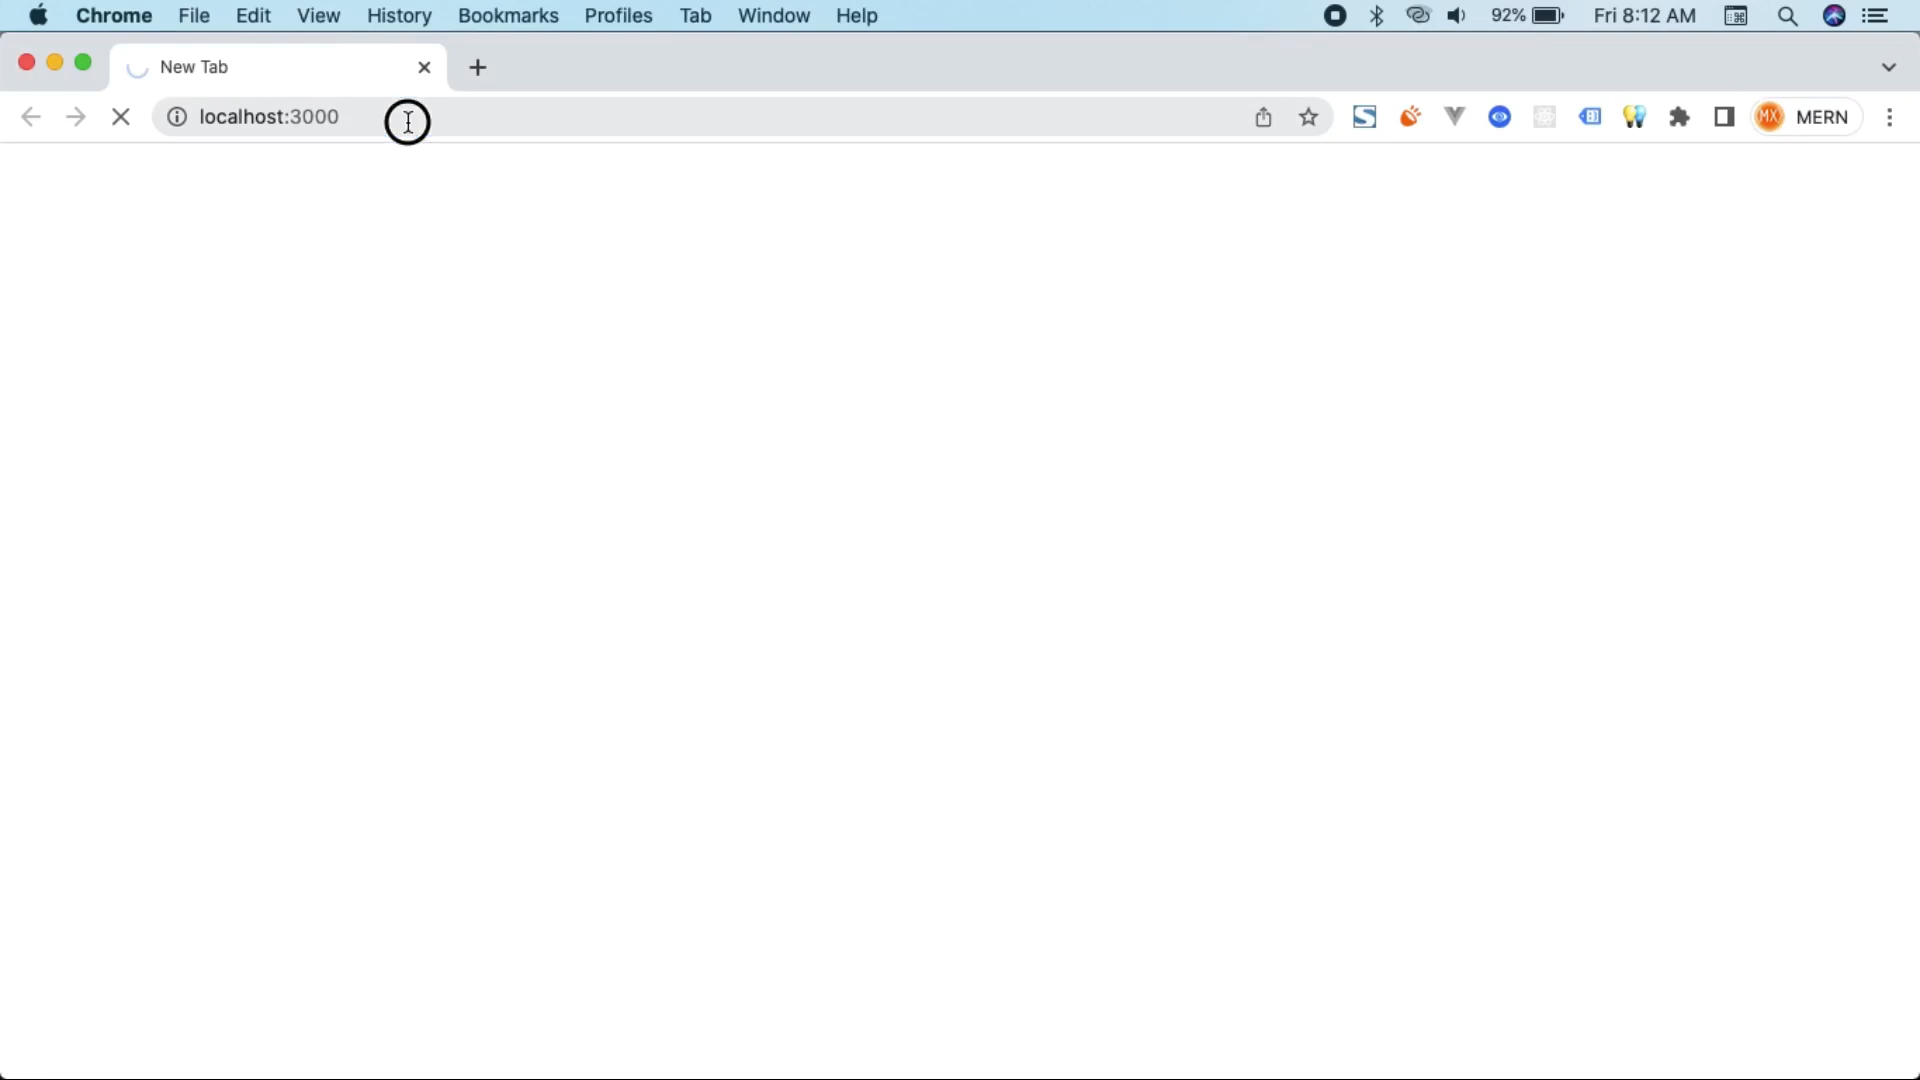 Chrome File Edit View History Bookmarks Profiles Tab Window Help 92% Fri 8:12 AM
New Tab
localhost:3000 MX MERN